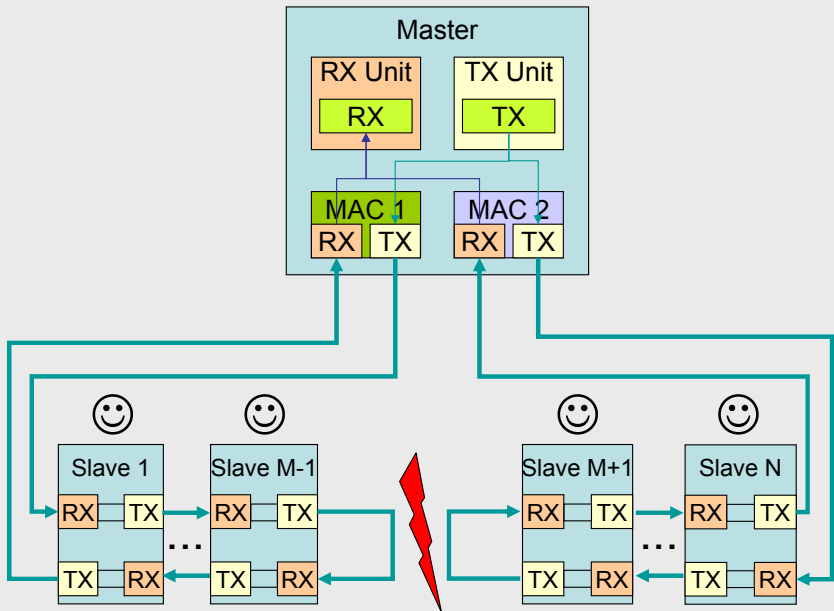 Master
RX Unit TX Unit
RX TX
MAC 1 MAC 2
RX TX RX TX
Slave 1 Slave M-1 Slave M+1 Slave N
RX TX RX TX RX TX RX TX
... ...
TX RX TX RX TX RX TX RX